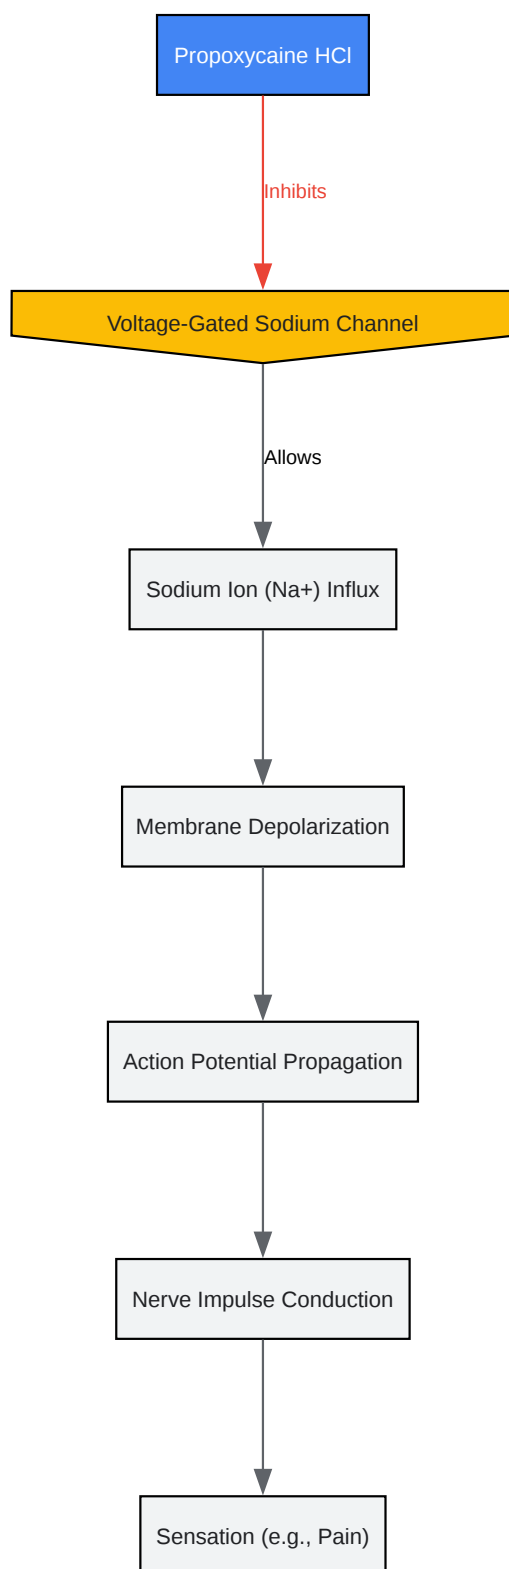 Propoxycaine HCl
Inhibits
Voltage-Gated Sodium Channel
Allows
Sodium Ion (Na+) Influx
Membrane Depolarization
Action Potential Propagation
Nerve Impulse Conduction
Sensation (e.g., Pain)